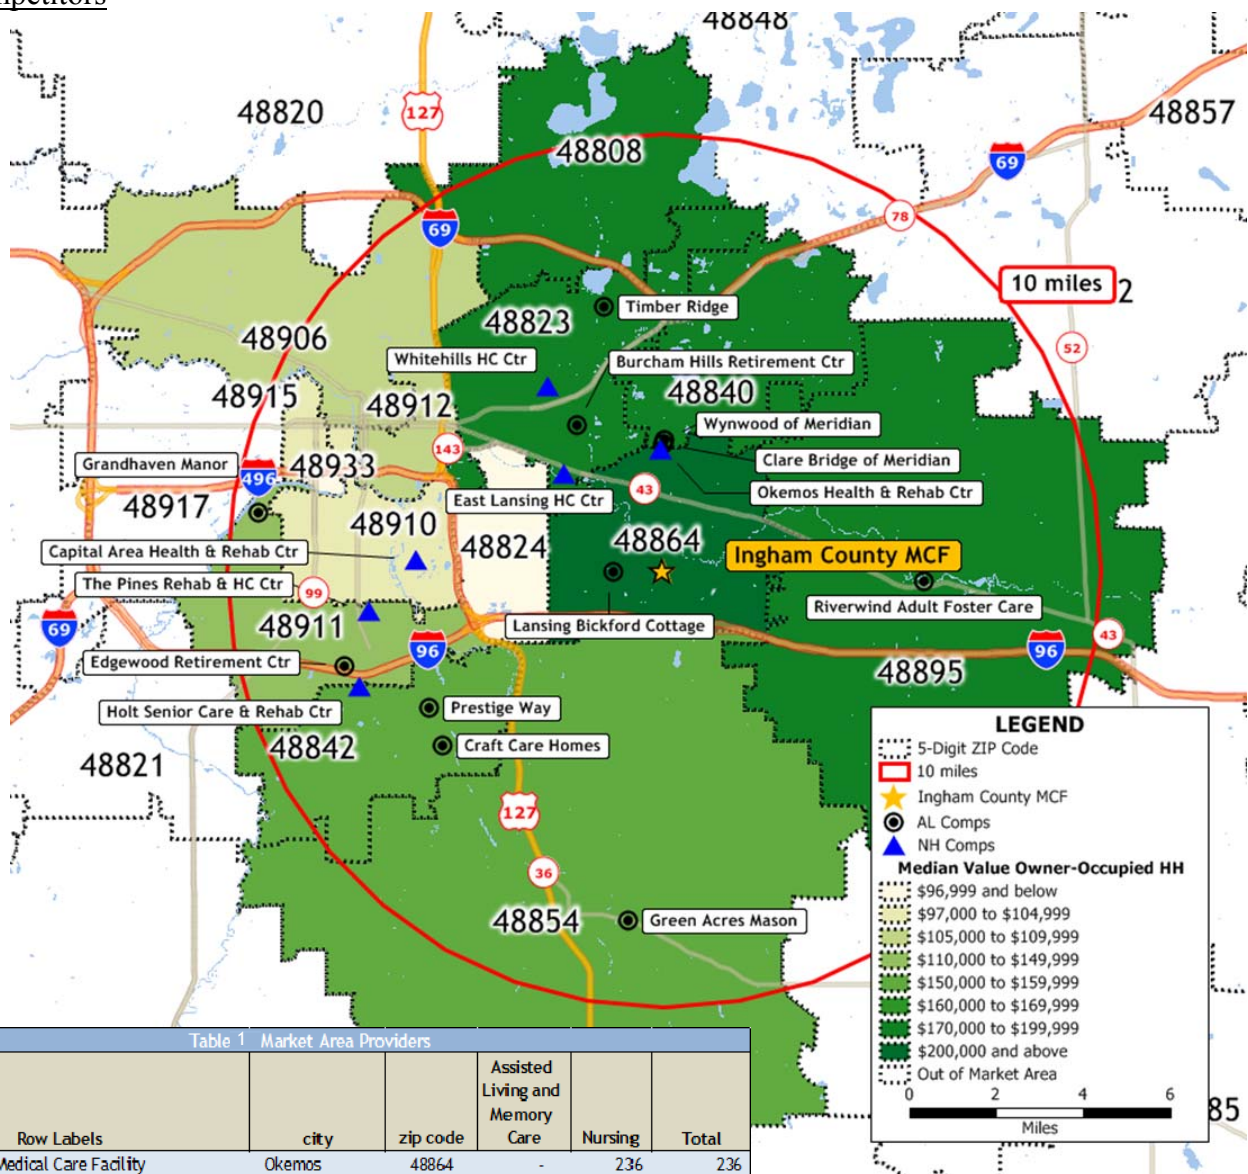 mpetitors
48848
48820
127
48857
69
48808
78
69
10 miles
2
Timber Ridge
48823
52
48906
Whitehills HC Ctr
Burcham Hills Retirement Ctr
48915
48912
48840
Wynwood of Meridian
143
Grandhaven Manor
48933
Clare Bridge of Meridian
496
43
Okemos Health & Rehab Ctr
East Lansing HC Ctr
48917
48910
48824
48864
Capital Area Health & Rehab Ctr
Ingham County MCF
The Pines Rehab & HC Ctr
99
Riverwind Adult Foster Care
48911
Lansing Bickford Cottage
69
96
43
96
Edgewood Retirement Ctr
48895
Holt Senior Care & Rehab Ctr
Prestige Way
48842
Craft Care Homes
48821
127
36
48854
Green Acres Mason
LEGEND
5-Digit ZIP Code
10 miles
Ingham County MCF
AL Comps
NH Comps
Median Value Owner-Occupied HH
$96,999 and below
$97,000 to $104,999
$105,000 to $109,999
$110,000 to $149,999
$150,000 to $159,999
$160,000 to $169,999
$170,000 to $199,999
$200,000 and above
Out of Market Area
0 2 4 6
Miles
85
Table 1 Market Area Providers
Row Labels city zip code Assisted Living and Memory Care Nursing Total
Medical Care Facility Okemos 48864 - 236 236